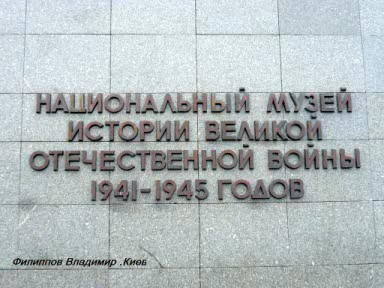 НАЦИОНАЛЬНЫЙ МУЗЕЙ
ИСТОРИИ ВЕЛИКОЙ
ОТЕЧЕСТВЕННОЙ ВОЙНЫ
1941-1945 ГОДОВ
Филиппов Владимир .Киев